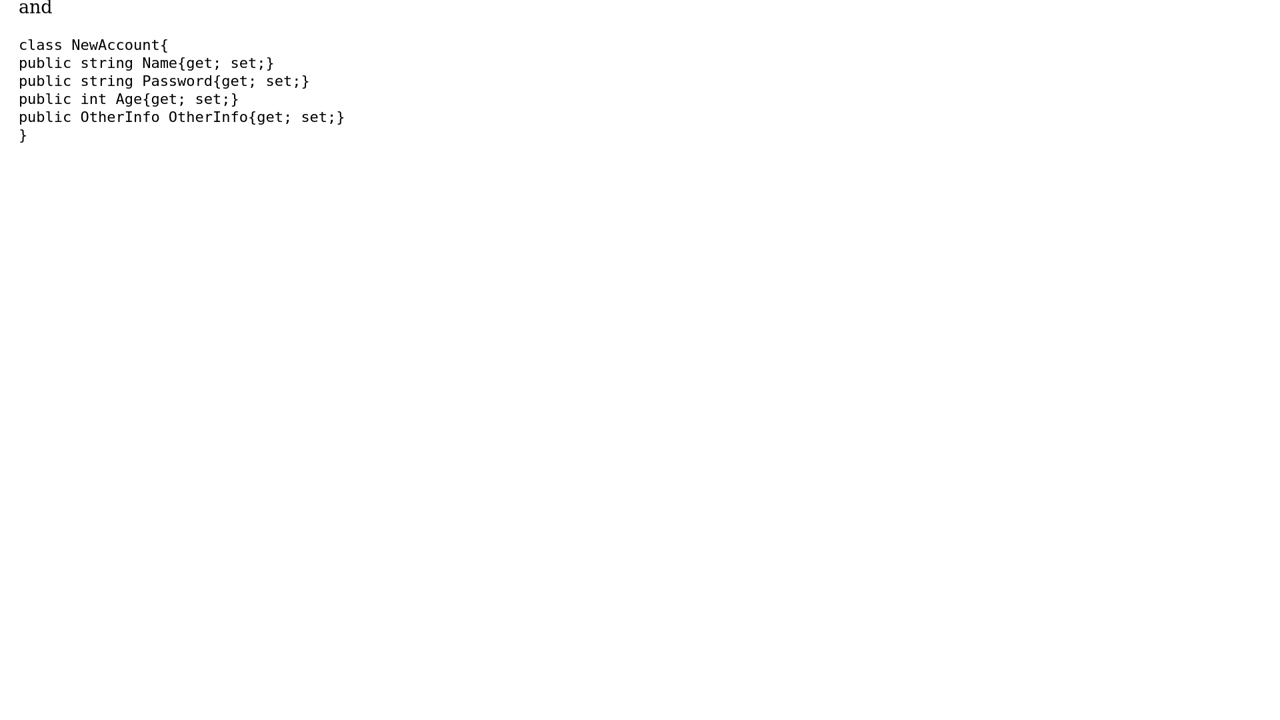 and
class NewAccount{
public string Name{get; set;}
public string Password{get; set;}
public int Age{get; set;}
public OtherInfo OtherInfo{get; set;}
}